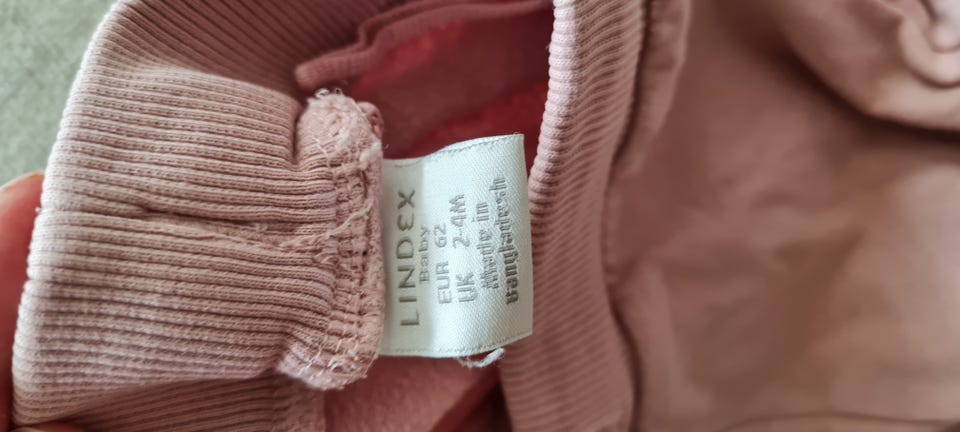 LINDEX
Baby
EUR 62
UK 2-4M
Made in
Bangladesh